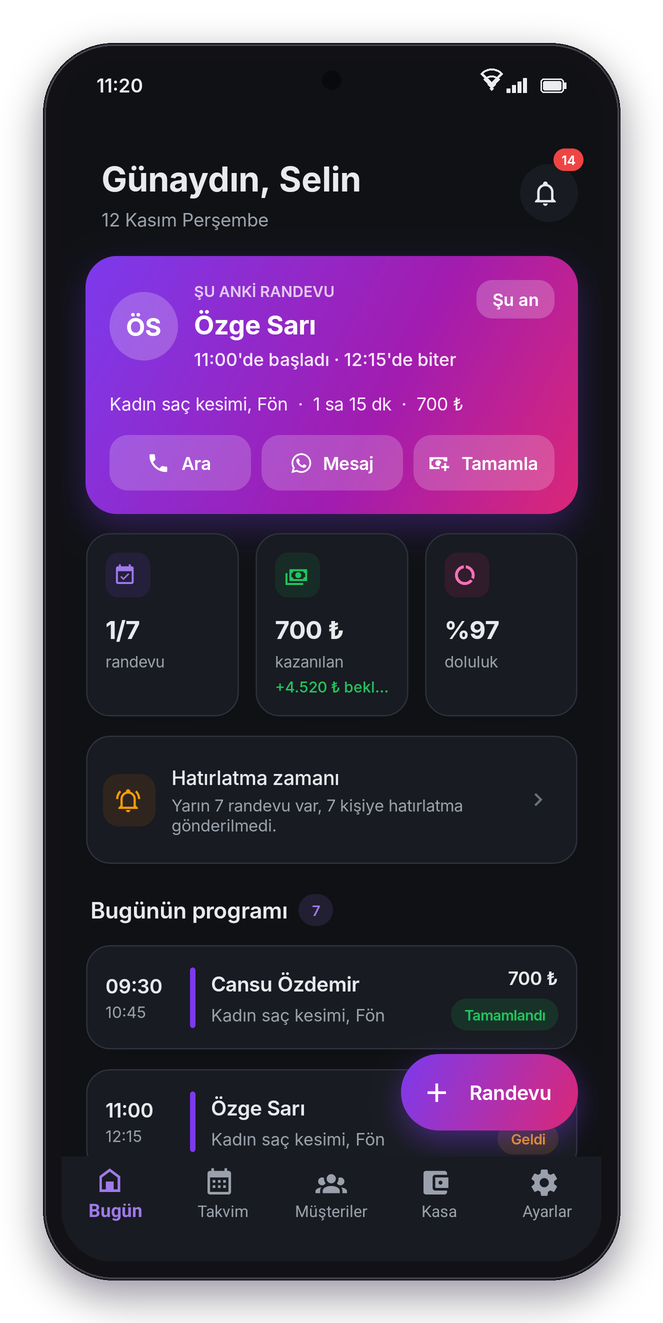 11:20
14
Günaydın, Selin
12 Kasım Perşembe
ÖS
ŞU ANKİ RANDEVU
Şu an
Özge Sarı
11:00'de başladı · 12:15'de biter
Kadın saç kesimi, Fön · 1 sa 15 dk · 700 ₺
Ara
Mesaj
Tamamla
1/7
randevu
700 ₺
kazanılan
+4.520 ₺ bekl...
%97
doluluk
Hatırlatma zamanı
Yarın 7 randevu var, 7 kişiye hatırlatma
gönderilmedi.
Bugünün programı 7
09:30
10:45
Cansu Özdemir
Kadın saç kesimi, Fön
700 ₺
Tamamlandı
11:00
12:15
Özge Sarı
Kadın saç kesimi, Fön
Geldi
+ Randevu
Bugün
Takvim
Müşteriler
Kasa
Ayarlar